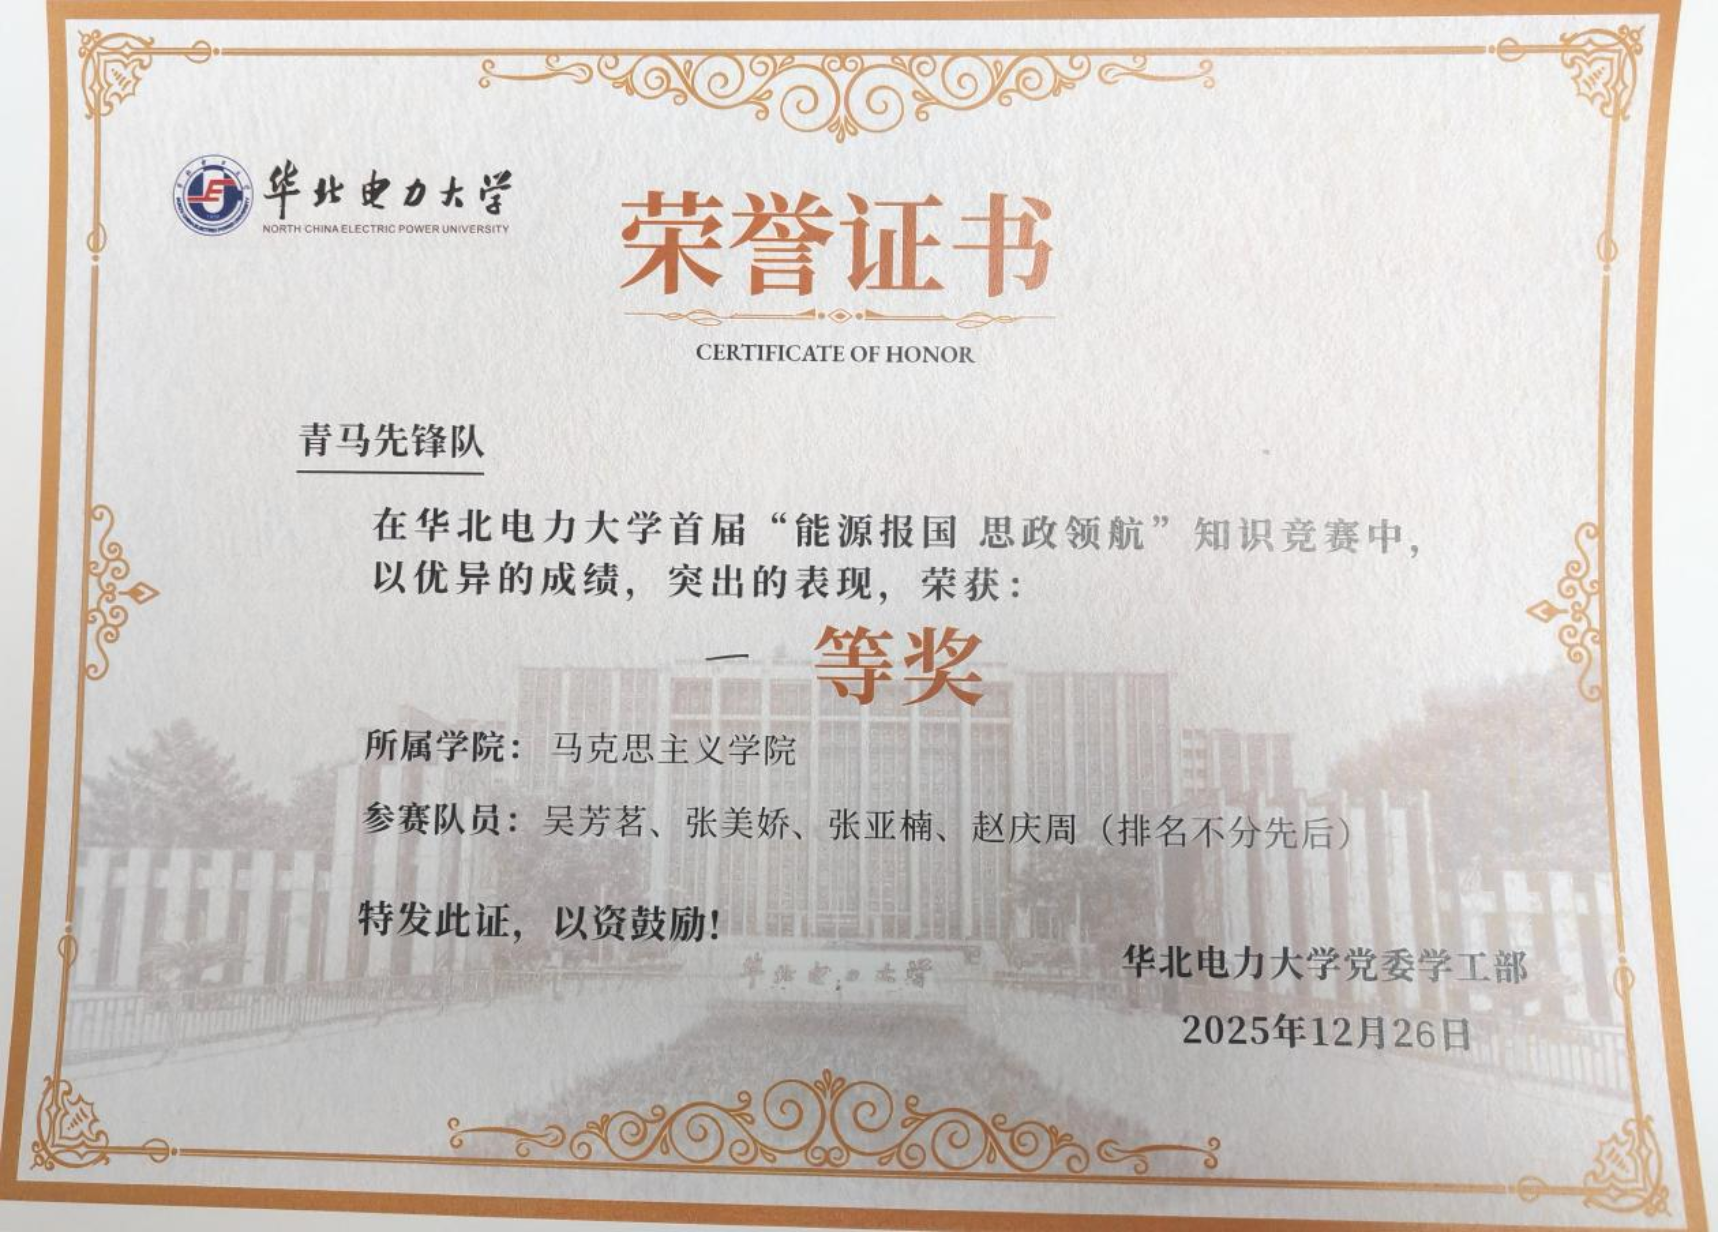 华北电力大学
NORTH CHINA ELECTRIC POWER UNIVERSITY
荣誉证书
CERTIFICATE OF HONOR
青马先锋队
在华北电力大学首届“能源报国 思政领航”知识竞赛中，
以优异的成绩，突出的表现，荣获：
一 等奖
所属学院： 马克思主义学院
参赛队员：吴芳茗、张美娇、张亚楠、赵庆周（排名不分先后）
特发此证，以资鼓励！
华北电力大学
华北电力大学党委学工部
2025年12月26日